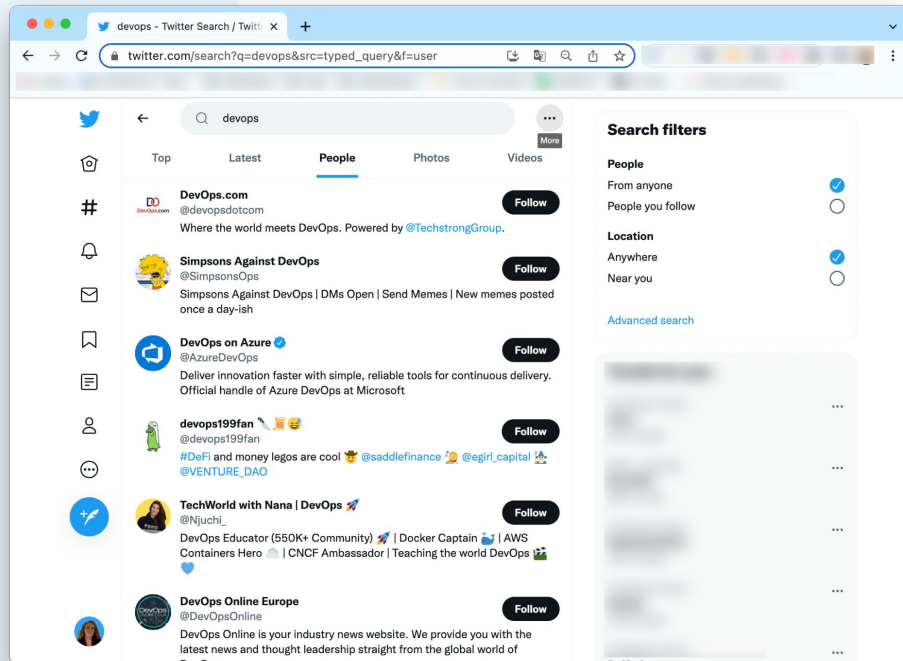 devops - Twitter Search / Twitt
twitter.com/search?q=devops&src=typed_query&f=user
devops
More
Top Latest People Photos Videos
DevOps.com
DevOps.com
@devopsdotcom
Follow
Where the world meets DevOps. Powered by @TechstrongGroup.
Simpsons Against DevOps
@SimpsonsOps
Follow
Simpsons Against DevOps | DMs Open | Send Memes | New memes posted
once a day-ish
DevOps on Azure
@AzureDevOps
Follow
Deliver innovation faster with simple, reliable tools for continuous delivery.
Official handle of Azure DevOps at Microsoft
devops199fan 🔪📜😅
@devops199fan
Follow
#DeFi and money legos are cool 🤠 @saddlefinance @egirl_capital
@VENTURE_DAO
TechWorld with Nana | DevOps 🚀
@Njuchi_
Follow
DevOps Educator (550K+ Community) 🚀 | Docker Captain 🐳 | AWS
Containers Hero ☁️ | CNCF Ambassador | Teaching the world DevOps 🎬
💙
DevOps Online Europe
@DevOpsOnline
Follow
DevOps Online is your industry news website. We provide you with the
latest news and thought leadership straight from the global world of
Search filters
People
From anyone
People you follow
Location
Anywhere
Near you
Advanced search